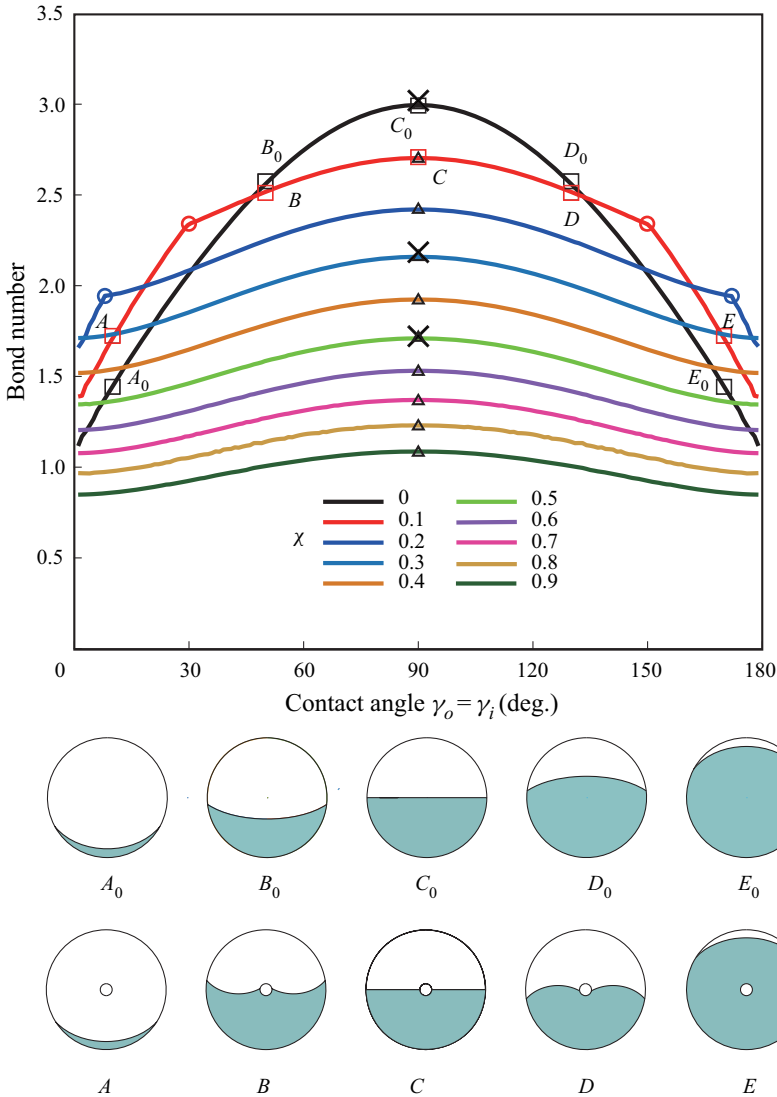 3.5
3.0
2.5
2.0
1.5
1.0
0.5
Bond number
B₀
C₀
D₀
B
C
D
A
E
A₀
E₀
χ
0
0.1
0.2
0.3
0.4
0.5
0.6
0.7
0.8
0.9
0 30 60 90 120 150 180
Contact angle γₒ = γᵢ (deg.)
A₀ B₀ C₀ D₀ E₀
A B C D E